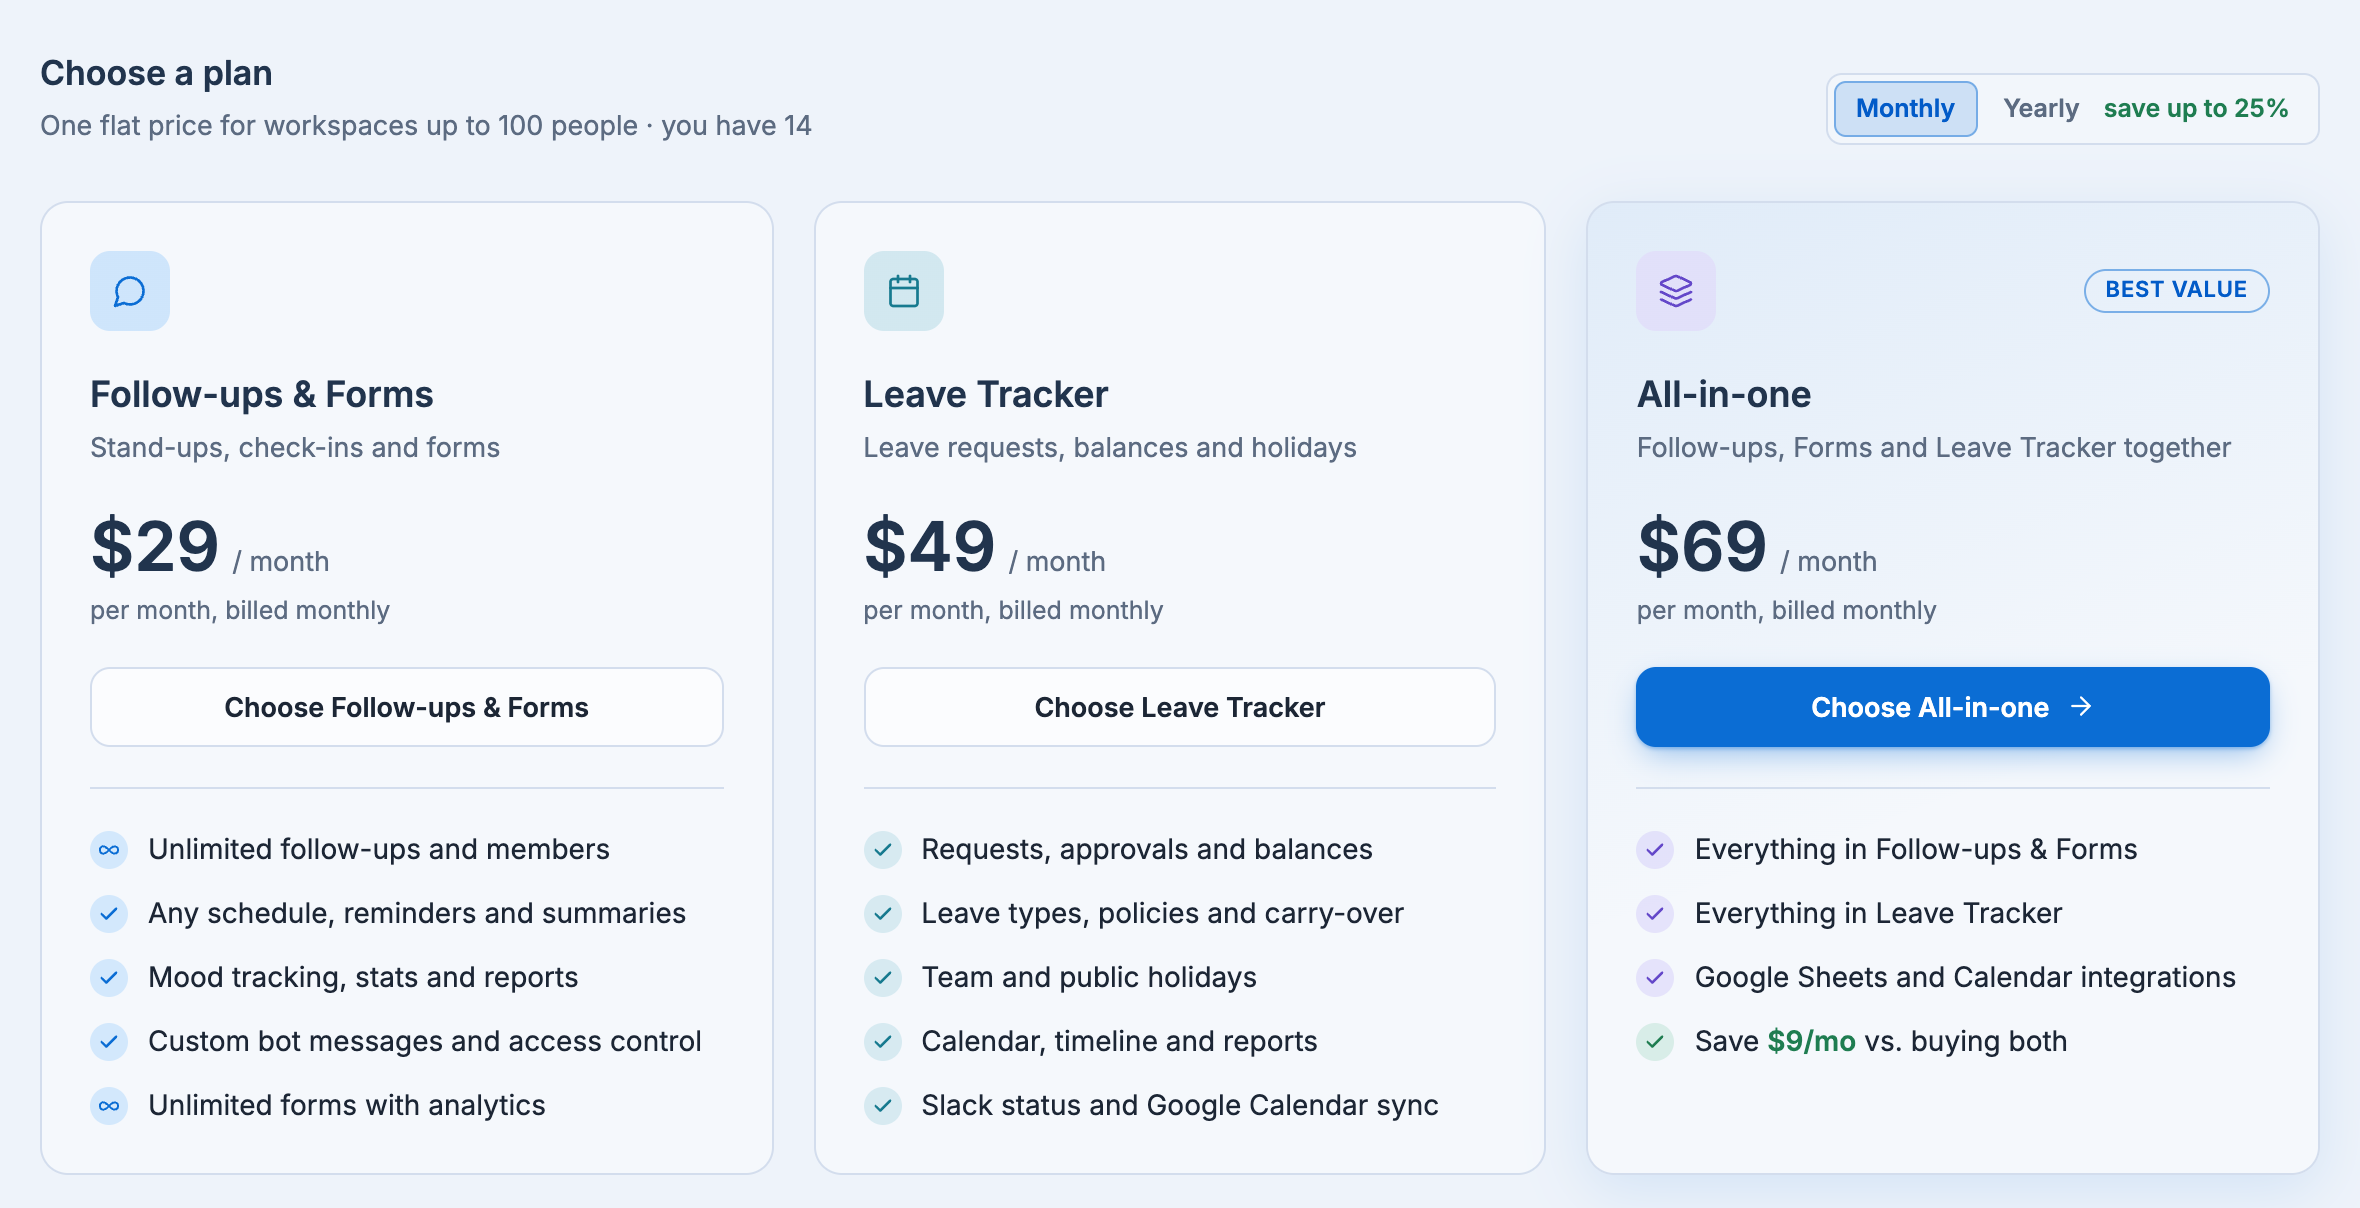 Choose a plan
One flat price for workspaces up to 100 people · you have 14
Monthly Yearly save up to 25%
Follow-ups & Forms
Stand-ups, check-ins and forms
$29 / month
per month, billed monthly
Choose Follow-ups & Forms
Unlimited follow-ups and members
Any schedule, reminders and summaries
Mood tracking, stats and reports
Custom bot messages and access control
Unlimited forms with analytics
Leave Tracker
Leave requests, balances and holidays
$49 / month
per month, billed monthly
Choose Leave Tracker
Requests, approvals and balances
Leave types, policies and carry-over
Team and public holidays
Calendar, timeline and reports
Slack status and Google Calendar sync
BEST VALUE
All-in-one
Follow-ups, Forms and Leave Tracker together
$69 / month
per month, billed monthly
Choose All-in-one →
Everything in Follow-ups & Forms
Everything in Leave Tracker
Google Sheets and Calendar integrations
Save $9/mo vs. buying both